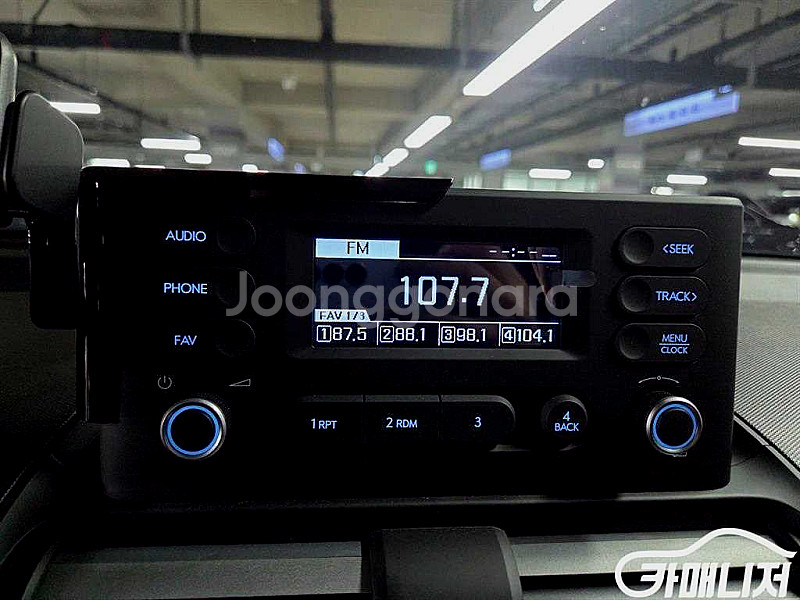 FM
--:--
107.7
FAV 1/3
1 87.5 2 88.1 3 98.1 4 104.1
AUDIO
PHONE
FAV
<SEEK
TRACK>
MENU
CLOCK
1 RPT 2 RDM 3 4
BACK
Joonggonara
카매니저